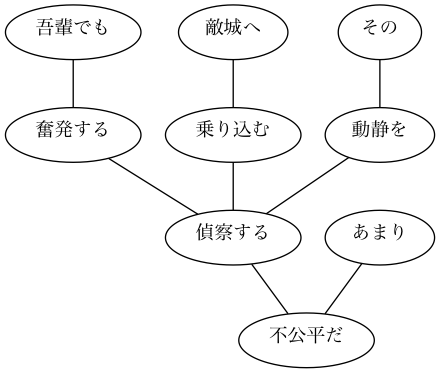 吾輩でも
敵城へ
その
奮発する
乗り込む
動静を
偵察する
あまり
不公平だ